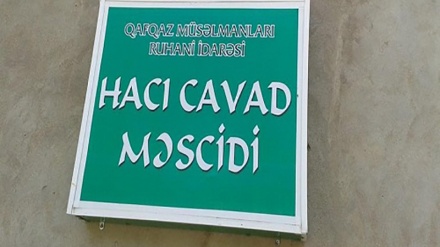 QAFQAZ MÜSƏLMANLARI
RUHANİ İDARƏSİ
HACI CAVAD
MƏSCİDİ